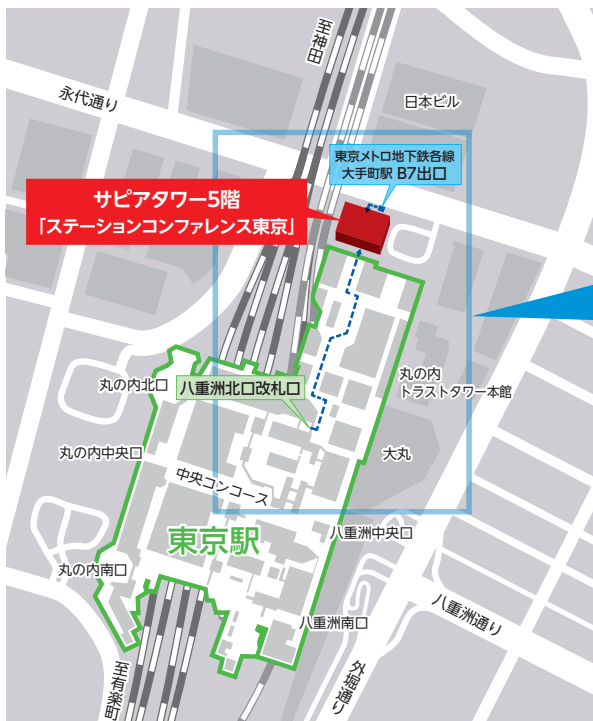 至神田
永代通り
日本ビル
東京メトロ地下鉄各線
大手町駅 B7出口
サピアタワー5階
「ステーションコンファレンス東京」
丸の内北口
八重洲北口改札口
丸の内
トラストタワー本館
丸の内中央口
大丸
中央コンコース
東京駅
八重洲中央口
丸の内南口
八重洲通り
八重洲南口
外堀通り
至有楽町